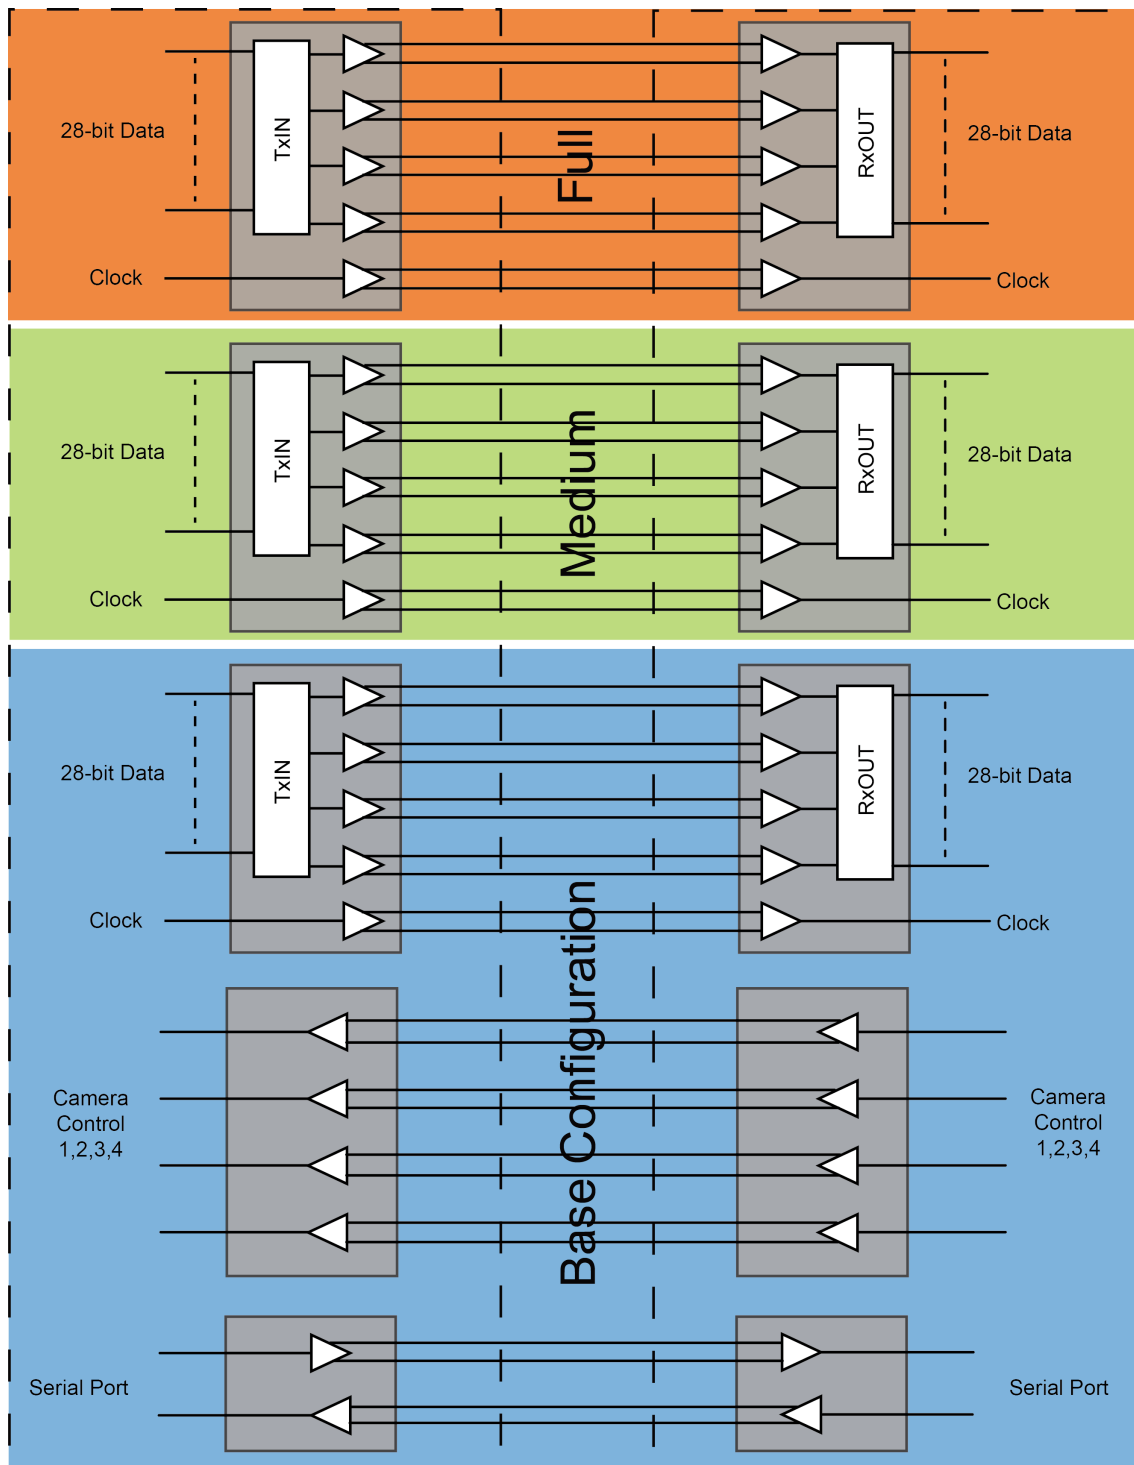 28-bit Data
TxIN
Full
RxOUT
28-bit Data
Clock
Clock
28-bit Data
TxIN
Medium
RxOUT
28-bit Data
Clock
Clock
28-bit Data
TxIN
RxOUT
28-bit Data
Clock
Clock
Base Configuration
Camera
Control
1,2,3,4
Camera
Control
1,2,3,4
Serial Port
Serial Port